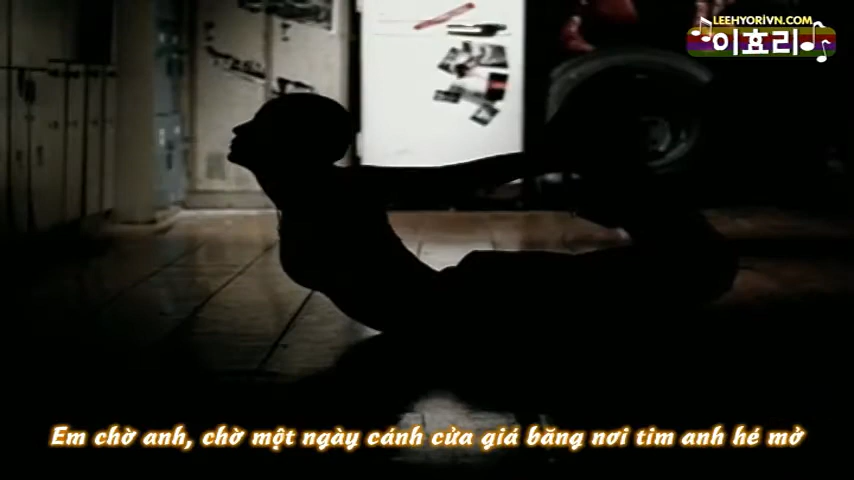 LEEHYORIVN.COM
이효리
Em chờ anh, chờ một ngày cánh cửa giá băng nơi tim anh hé mở